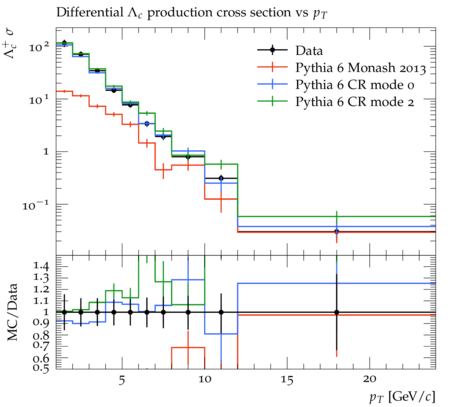 Differential Λc production cross section vs pT
Λc+ σ
Data
Pythia 6 Monash 2013
Pythia 6 CR mode 0
Pythia 6 CR mode 2
10²
10¹
1
10⁻¹
MC/Data
1.4
1.3
1.2
1.1
1
0.9
0.8
0.7
0.6
0.5
5 10 15 20
pT [GeV/c]